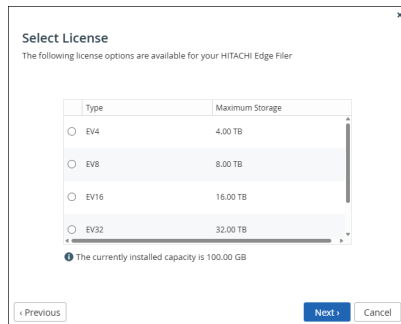 Select License
The following license options are available for your HITACHI Edge Filer
Type Maximum Storage
EV4 4.00 TB
EV8 8.00 TB
EV16 16.00 TB
EV32 32.00 TB
The currently installed capacity is 100.00 GB
‹ Previous Next › Cancel